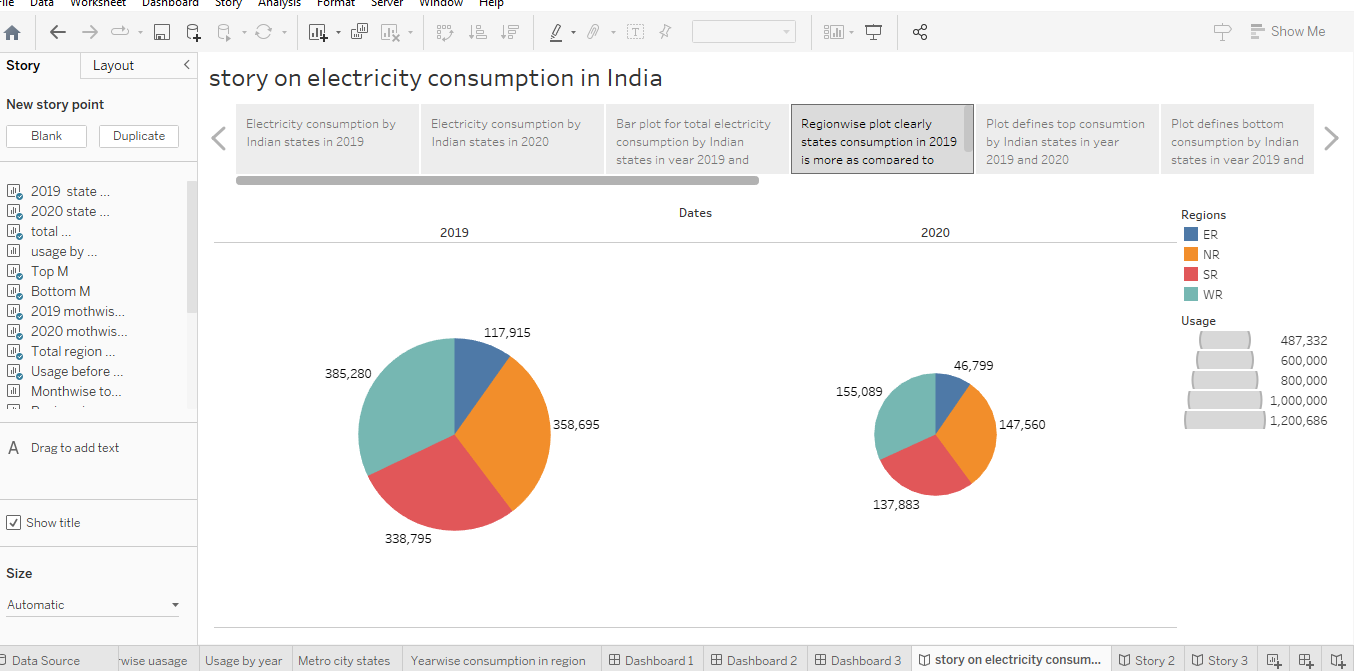 File Data Worksheet Dashboard Story Analysis Format Server Window Help
Show Me
Story Layout
New story point
Blank Duplicate
2019 state ...
2020 state ...
total ...
usage by ...
Top M
Bottom M
2019 mothwis...
2020 mothwis...
Total region ...
Usage before ...
Monthwise to...
A Drag to add text
Show title
Size
Automatic
story on electricity consumption in India
Electricity consumption by
Indian states in 2019
Electricity consumption by
Indian states in 2020
Bar plot for total electricity
consumption by Indian
states in year 2019 and
Regionwise plot clearly
states consumption in 2019
is more as compared to
Plot defines top consumtion
by Indian states in year
2019 and 2020
Plot defines bottom
consumption by Indian
states in year 2019 and
Dates
2019 2020
117,915
385,280
358,695
338,795
46,799
155,089
147,560
137,883
Regions
ER
NR
SR
WR
Usage
487,332
600,000
800,000
1,000,000
1,200,686
Data Source rwise uasage Usage by year Metro city states Yearwise consumption in region Dashboard 1 Dashboard 2 Dashboard 3 story on electricity consum... Story 2 Story 3